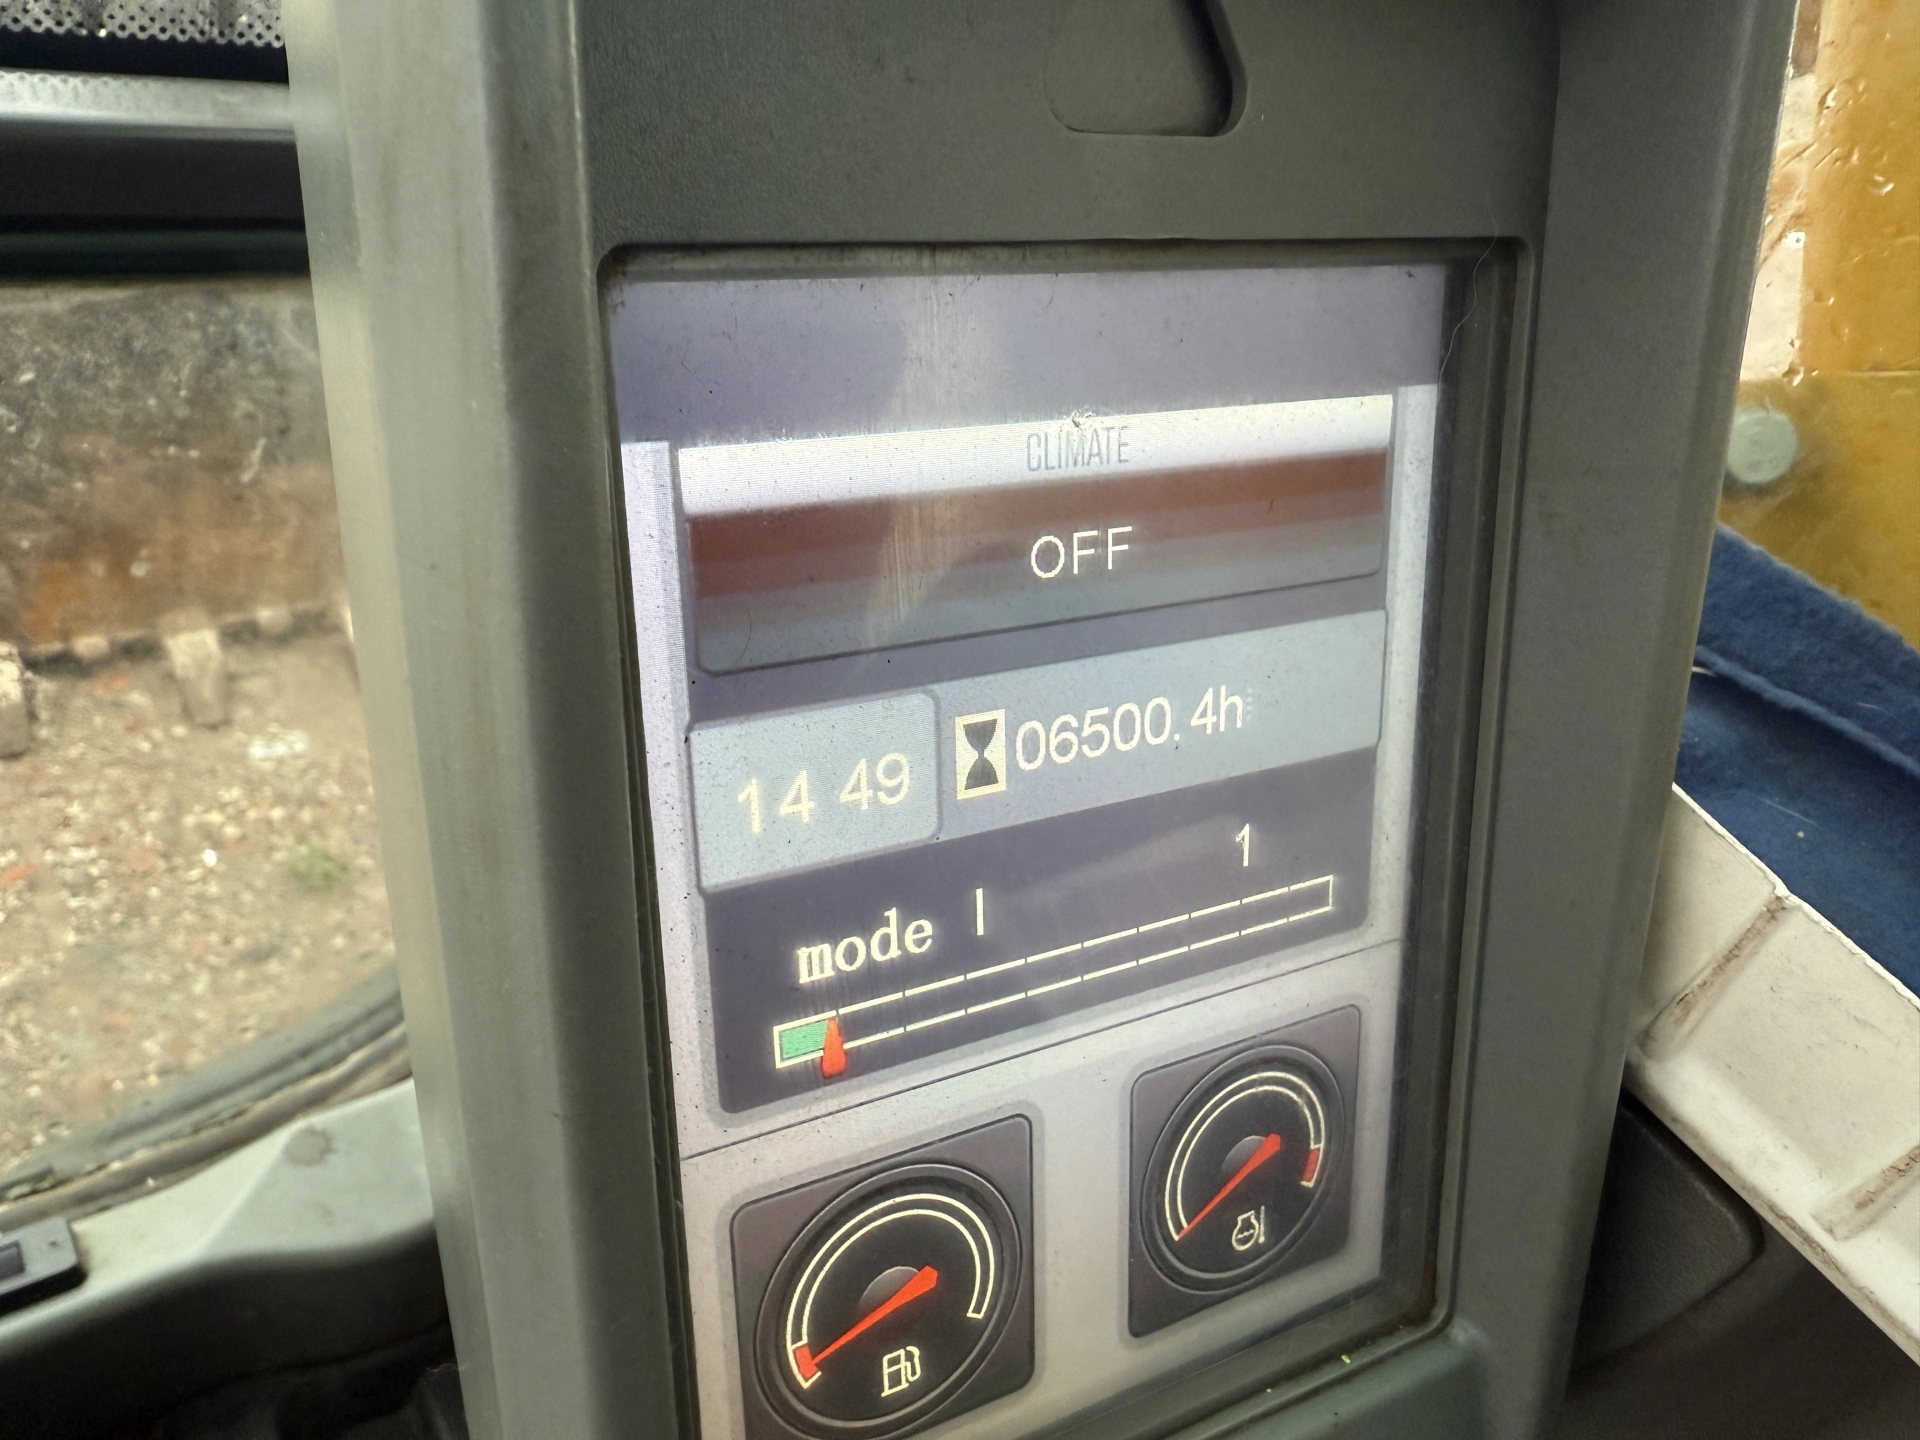 CLIMATE
OFF
14 49
06500.4h
mode I
1